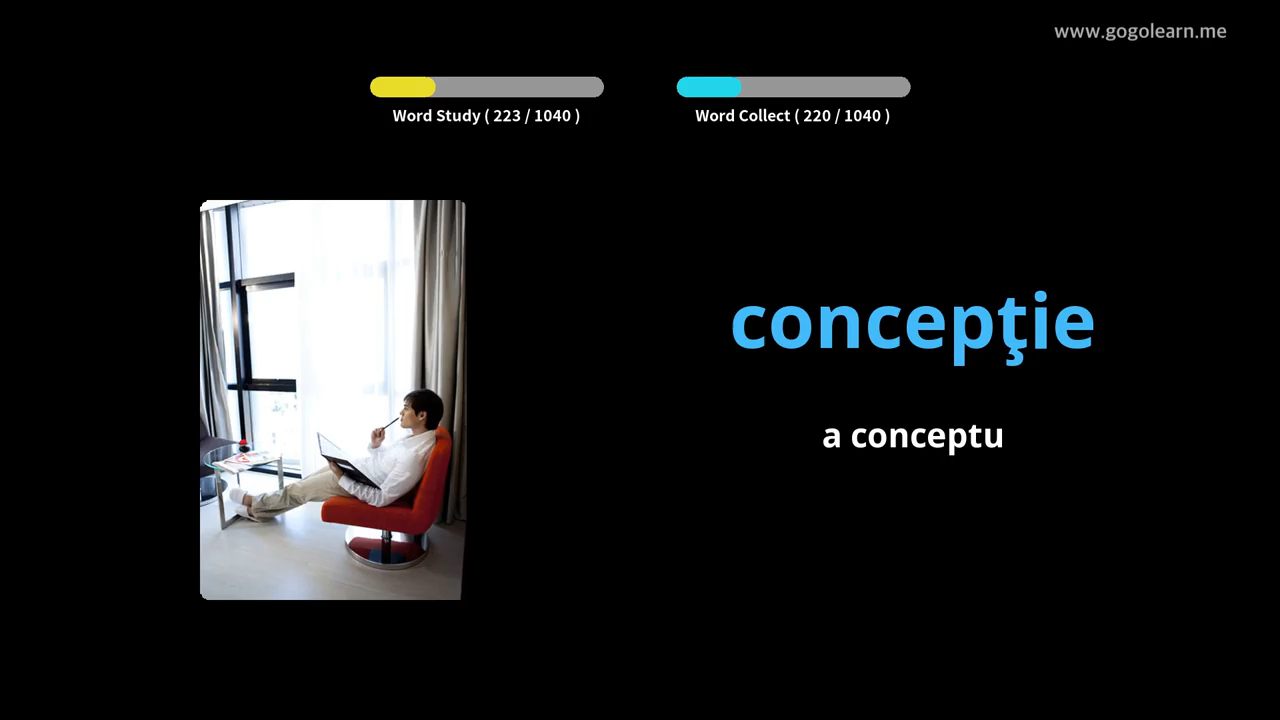 www.gogolearn.me
Word Study ( 223 / 1040 )
Word Collect ( 220 / 1040 )
concepţie
a conceptu